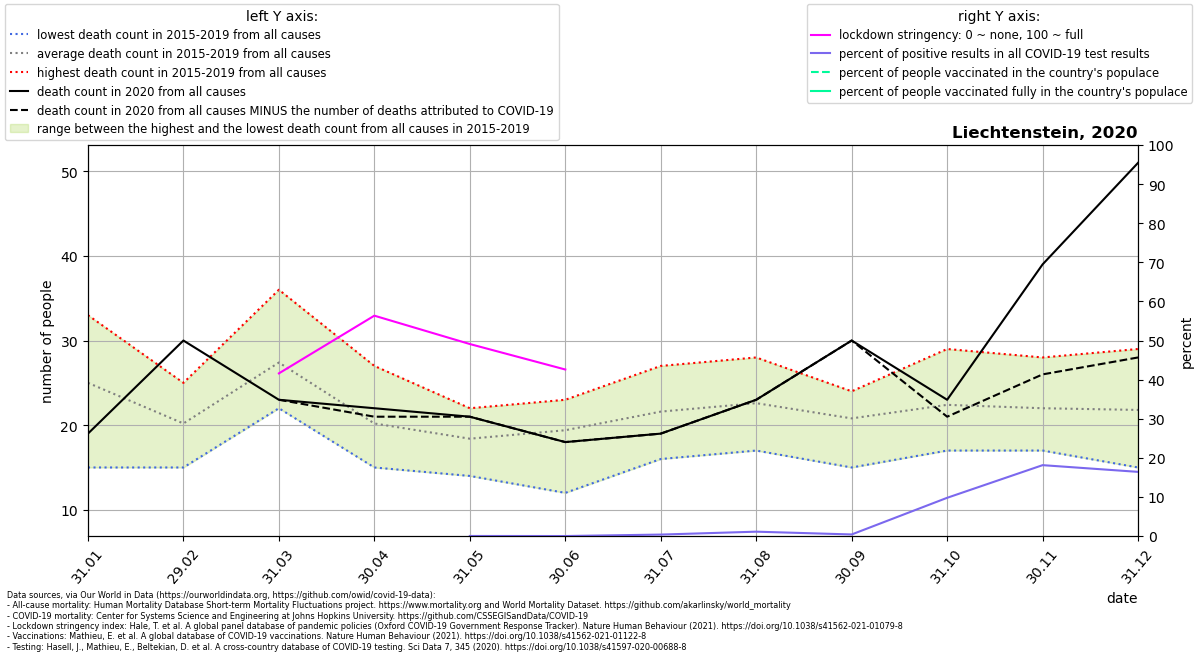 left Y axis:
lowest death count in 2015-2019 from all causes
average death count in 2015-2019 from all causes
highest death count in 2015-2019 from all causes
death count in 2020 from all causes
death count in 2020 from all causes MINUS the number of deaths attributed to COVID-19
range between the highest and the lowest death count from all causes in 2015-2019
right Y axis:
lockdown stringency: 0 ~ none, 100 ~ full
percent of positive results in all COVID-19 test results
percent of people vaccinated in the country's populace
percent of people vaccinated fully in the country's populace
Liechtenstein, 2020
50
40
30
20
10
number of people
100
90
80
70
60
50
40
30
20
10
0
percent
31.01
29.02
31.03
30.04
31.05
30.06
31.07
31.08
30.09
31.10
30.11
31.12
date
Data sources, via Our World in Data (https://ourworldindata.org, https://github.com/owid/covid-19-data):
- All-cause mortality: Human Mortality Database Short-term Mortality Fluctuations project. https://www.mortality.org and World Mortality Dataset. https://github.com/akarlinsky/world_mortality
- COVID-19 mortality: Center for Systems Science and Engineering at Johns Hopkins University. https://github.com/CSSEGISandData/COVID-19
- Lockdown stringency index: Hale, T. et al. A global panel database of pandemic policies (Oxford COVID-19 Government Response Tracker). Nature Human Behaviour (2021). https://doi.org/10.1038/s41562-021-01079-8
- Vaccinations: Mathieu, E. et al. A global database of COVID-19 vaccinations. Nature Human Behaviour (2021). https://doi.org/10.1038/s41562-021-01122-8
- Testing: Hasell, J., Mathieu, E., Beltekian, D. et al. A cross-country database of COVID-19 testing. Sci Data 7, 345 (2020). https://doi.org/10.1038/s41597-020-00688-8